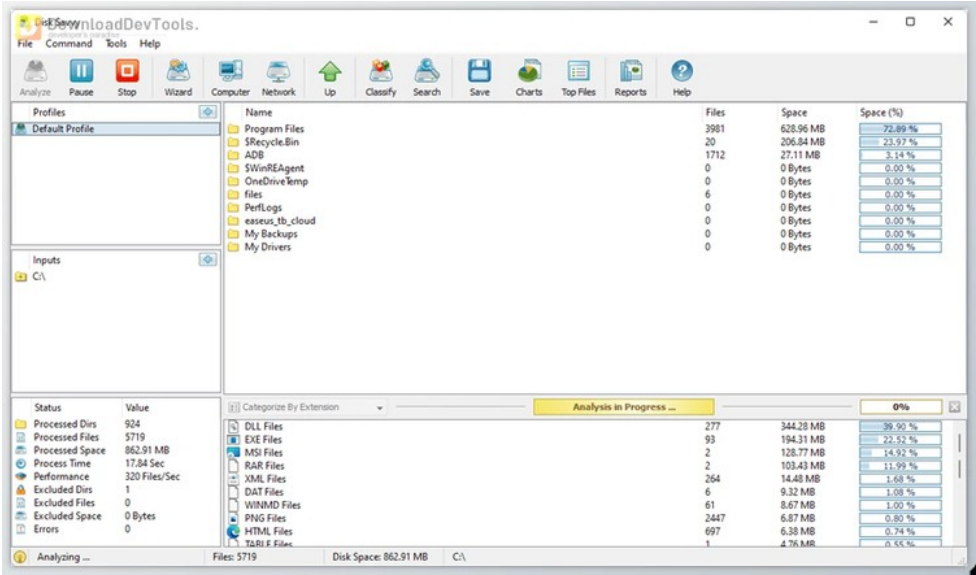 Disk Savvy
DownloadDevTools.
developer's paradise
File Command Tools Help
Analyze Pause Stop Wizard Computer Network Up Classify Search Save Charts Top Files Reports Help
Profiles
Default Profile
Name Files Space Space (%)
Program Files 3981 628.96 MB 72.89 %
$Recycle.Bin 20 206.84 MB 23.97 %
ADB 1712 27.11 MB 3.14 %
$WinREAgent 0 0 Bytes 0.00 %
OneDriveTemp 0 0 Bytes 0.00 %
files 6 0 Bytes 0.00 %
PerfLogs 0 0 Bytes 0.00 %
easeus_tb_cloud 0 0 Bytes 0.00 %
My Backups 0 0 Bytes 0.00 %
My Drivers 0 0 Bytes 0.00 %
Inputs
C:\
Status Value
Processed Dirs 924
Processed Files 5719
Processed Space 862.91 MB
Process Time 17.84 Sec
Performance 320 Files/Sec
Excluded Dirs 1
Excluded Files 0
Excluded Space 0 Bytes
Errors 0
Categorize By Extension Analysis in Progress ... 0%
DLL Files 277 344.28 MB 39.90 %
EXE Files 93 194.31 MB 22.52 %
MSI Files 2 128.77 MB 14.92 %
RAR Files 2 103.43 MB 11.99 %
XML Files 264 14.48 MB 1.68 %
DAT Files 6 9.32 MB 1.08 %
WINMD Files 61 8.67 MB 1.00 %
PNG Files 2447 6.87 MB 0.80 %
HTML Files 697 6.38 MB 0.74 %
TABLE Files 1 4.76 MB 0.55 %
Analyzing ... Files: 5719 Disk Space: 862.91 MB C:\